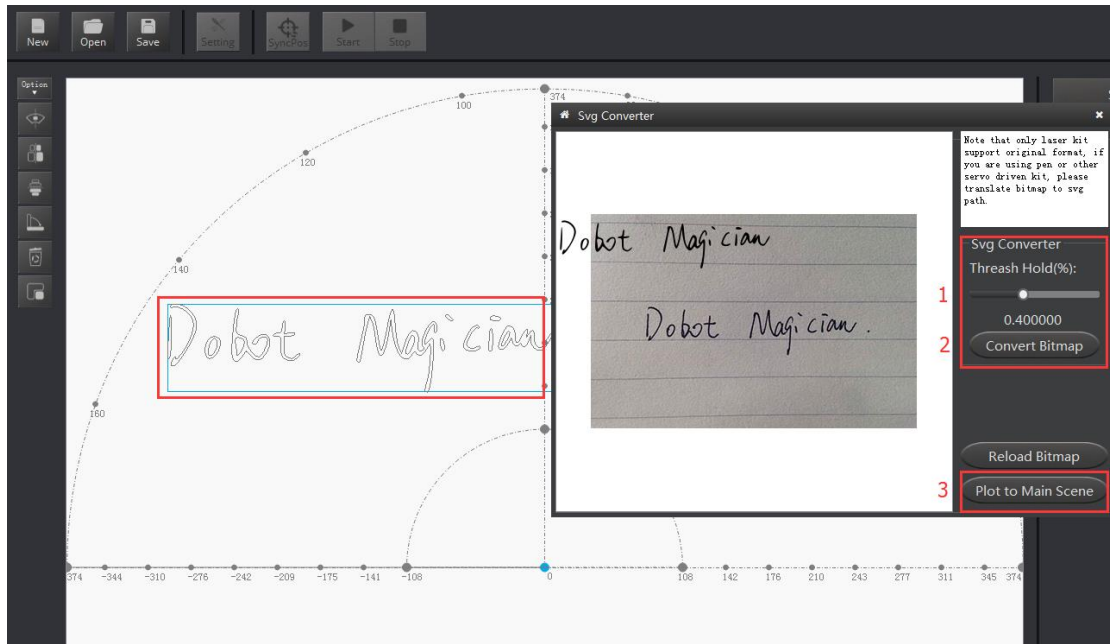 New Open Save Setting SyncPos Start Stop
Option
374
100
120
140
160
Dobot Magician
374 -344 -310 -276 -242 -209 -175 -141 -108 0 108 142 176 210 243 277 311 345 374
Svg Converter
Dobot Magician
Dobot Magician.
Note that only laser kit
support original format, if
you are using pen or other
servo driven kit, please
translate bitmap to svg
path.
Svg Converter
Threash Hold(%):
1
0.400000
2 Convert Bitmap
Reload Bitmap
3 Plot to Main Scene